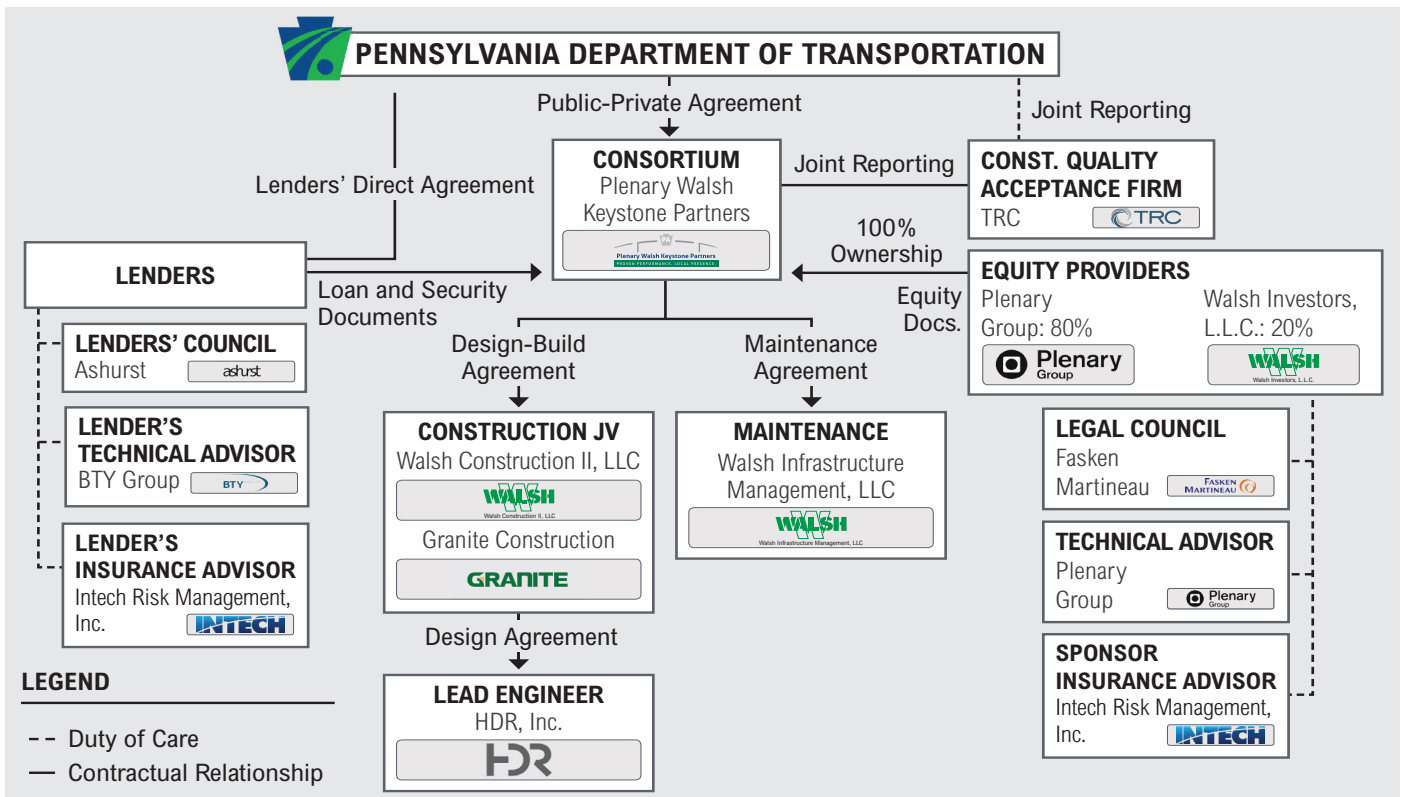 PENNSYLVANIA DEPARTMENT OF TRANSPORTATION
Public-Private Agreement
Joint Reporting
Lenders’ Direct Agreement
CONSORTIUM
Plenary Walsh
Keystone Partners
PA
Plenary Walsh Keystone Partners
PROVEN PERFORMANCE. LOCAL PRESENCE.
Joint Reporting
CONST. QUALITY
ACCEPTANCE FIRM
TRC
TRC
100%
Ownership
Equity
Docs.
EQUITY PROVIDERS
Plenary
Group: 80%
Plenary
Group
Walsh Investors,
L.L.C.: 20%
WALSH
Walsh Investors, L.L.C.
LENDERS
Loan and Security
Documents
LENDERS’ COUNCIL
Ashurst
ashurst
LENDER’S
TECHNICAL ADVISOR
BTY Group
BTY
LENDER’S
INSURANCE ADVISOR
Intech Risk Management,
Inc.
INTECH
Design-Build
Agreement
Maintenance
Agreement
CONSTRUCTION JV
Walsh Construction II, LLC
WALSH
Walsh Construction II, LLC
Granite Construction
GRANITE
MAINTENANCE
Walsh Infrastructure
Management, LLC
WALSH
Walsh Infrastructure Management, LLC
LEGAL COUNCIL
Fasken
Martineau
FASKEN
MARTINEAU
TECHNICAL ADVISOR
Plenary
Group
Plenary
Group
SPONSOR
INSURANCE ADVISOR
Intech Risk Management,
Inc.
INTECH
Design Agreement
LEAD ENGINEER
HDR, Inc.
HDR
LEGEND
Duty of Care
Contractual Relationship